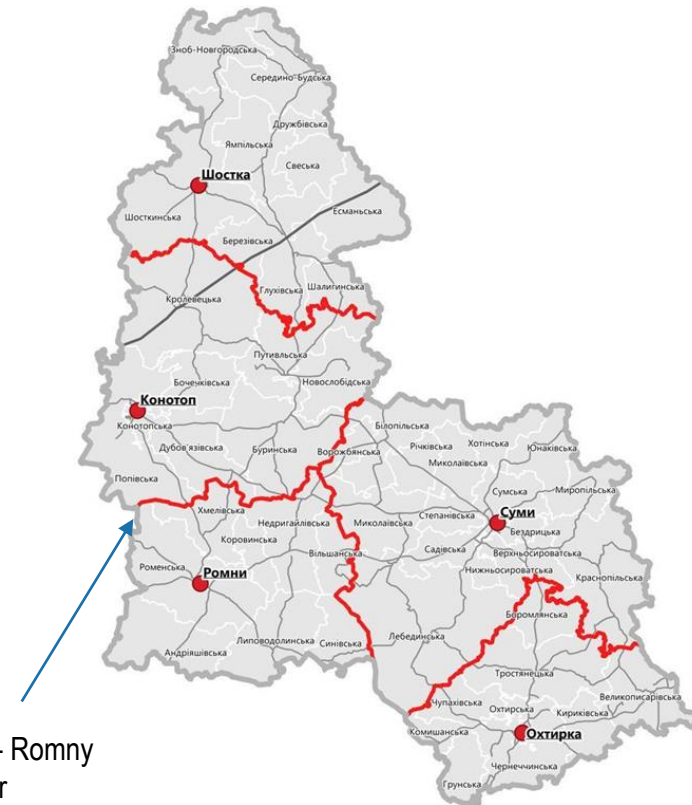 Зноб-Новгородська
Середино-Будська
Дружбівська
Ямпільська
Свеська
Шостка
Есманьська
Шосткинська
Березівська
Глухівська
Шалигинська
Кролевецька
Путивльська
Новослобідська
Бочечківська
Конотоп
Конотопська
Білопільська
Хотінська
Річківська
Юнаківська
Дубов'язівська
Буринська
Ворожбянська
Миколаївська
Попівська
Сумська
Миропільська
Хмелівська
Степанівська
Суми
Недригайлівська
Миколаївська
Бездрицька
Коровинська
Вільшанська
Садівська
Верхньосироватська
Роменська
Ромни
Нижньосироватська
Краснопільська
Боромлянська
Липоводолинська
Синівська
Лебединська
Андріяшівська
Тростянецька
Великописарівська
Чупахівська
Охтирська
Кириківська
Комишанська
Охтирка
- Romny
Чернеччинська
Грунська